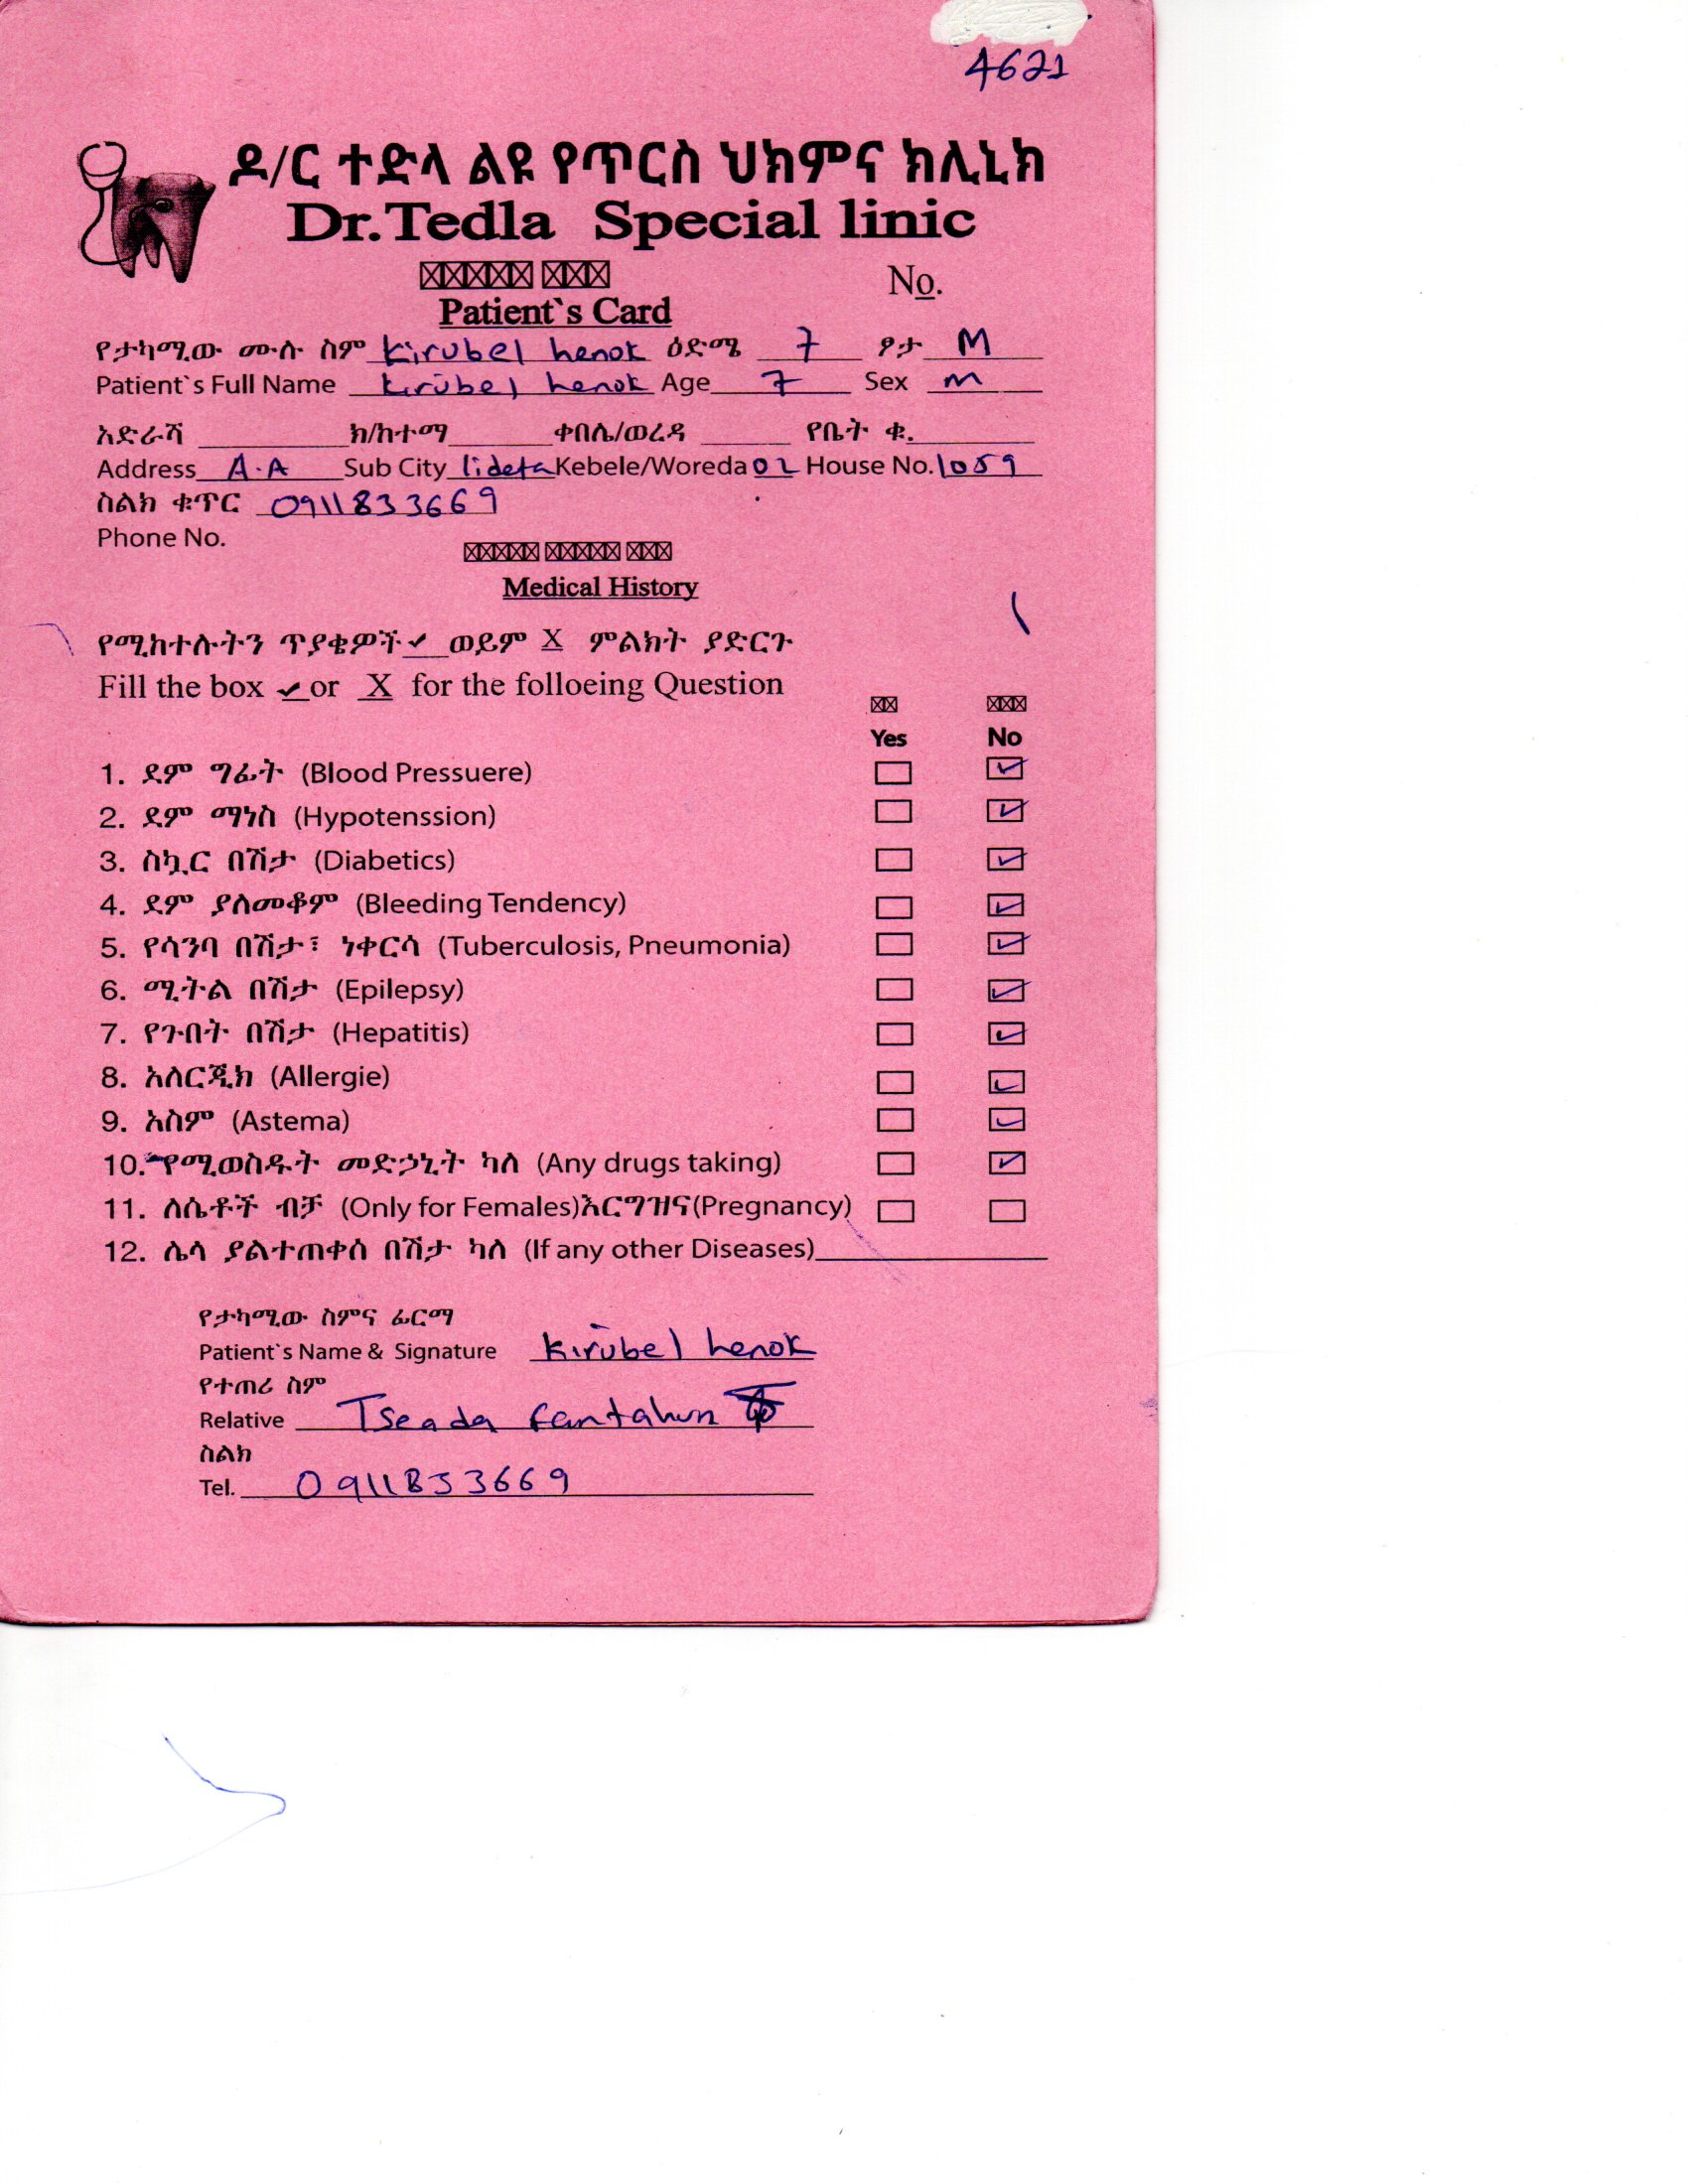 4621
ዶ/ር ተድላ ልዩ የጥርስ ህክምና ክሊኒክ
Dr.Tedla Special linic
No.
Patient`s Card
የታካሚው ሙሉ ስም kirubel henok ዕድሜ 7 ፆታ M
Patient`s Full Name kirubel henok Age 7 Sex m
አድራሻ ክ/ከተማ ቀበሌ/ወረዳ የቤት ቁ.
Address A.A Sub City lideta Kebele/Woreda 02 House No. 1059
ስልክ ቁጥር 0911833669
Phone No.
Medical History
የሚከተሉትን ጥያቄዎች ✓ ወይም X ምልክት ያድርጉ
Fill the box ✓ or X for the folloeing Question
Yes No
1. ደም ግፊት (Blood Pressuere) ☐ ☑
2. ደም ማነስ (Hypotenssion) ☐ ☑
3. ስኳር በሽታ (Diabetics) ☐ ☑
4. ደም ያለመቆም (Bleeding Tendency) ☐ ☑
5. የሳንባ በሽታ፣ ነቀርሳ (Tuberculosis, Pneumonia) ☐ ☑
6. ሚትል በሽታ (Epilepsy) ☐ ☑
7. የጉበት በሽታ (Hepatitis) ☐ ☑
8. አለርጂክ (Allergie) ☐ ☑
9. አስም (Astema) ☐ ☑
10. የሚወስዱት መድኃኒት ካለ (Any drugs taking) ☐ ☑
11. ለሴቶች ብቻ (Only for Females)እርግዝና(Pregnancy) ☐ ☐
12. ሌላ ያልተጠቀሰ በሽታ ካለ (If any other Diseases)
የታካሚው ስምና ፊርማ
Patient`s Name & Signature kirubel henok
የተጠሪ ስም
Relative Tseada fantahun
ስልክ
Tel. 0911833669